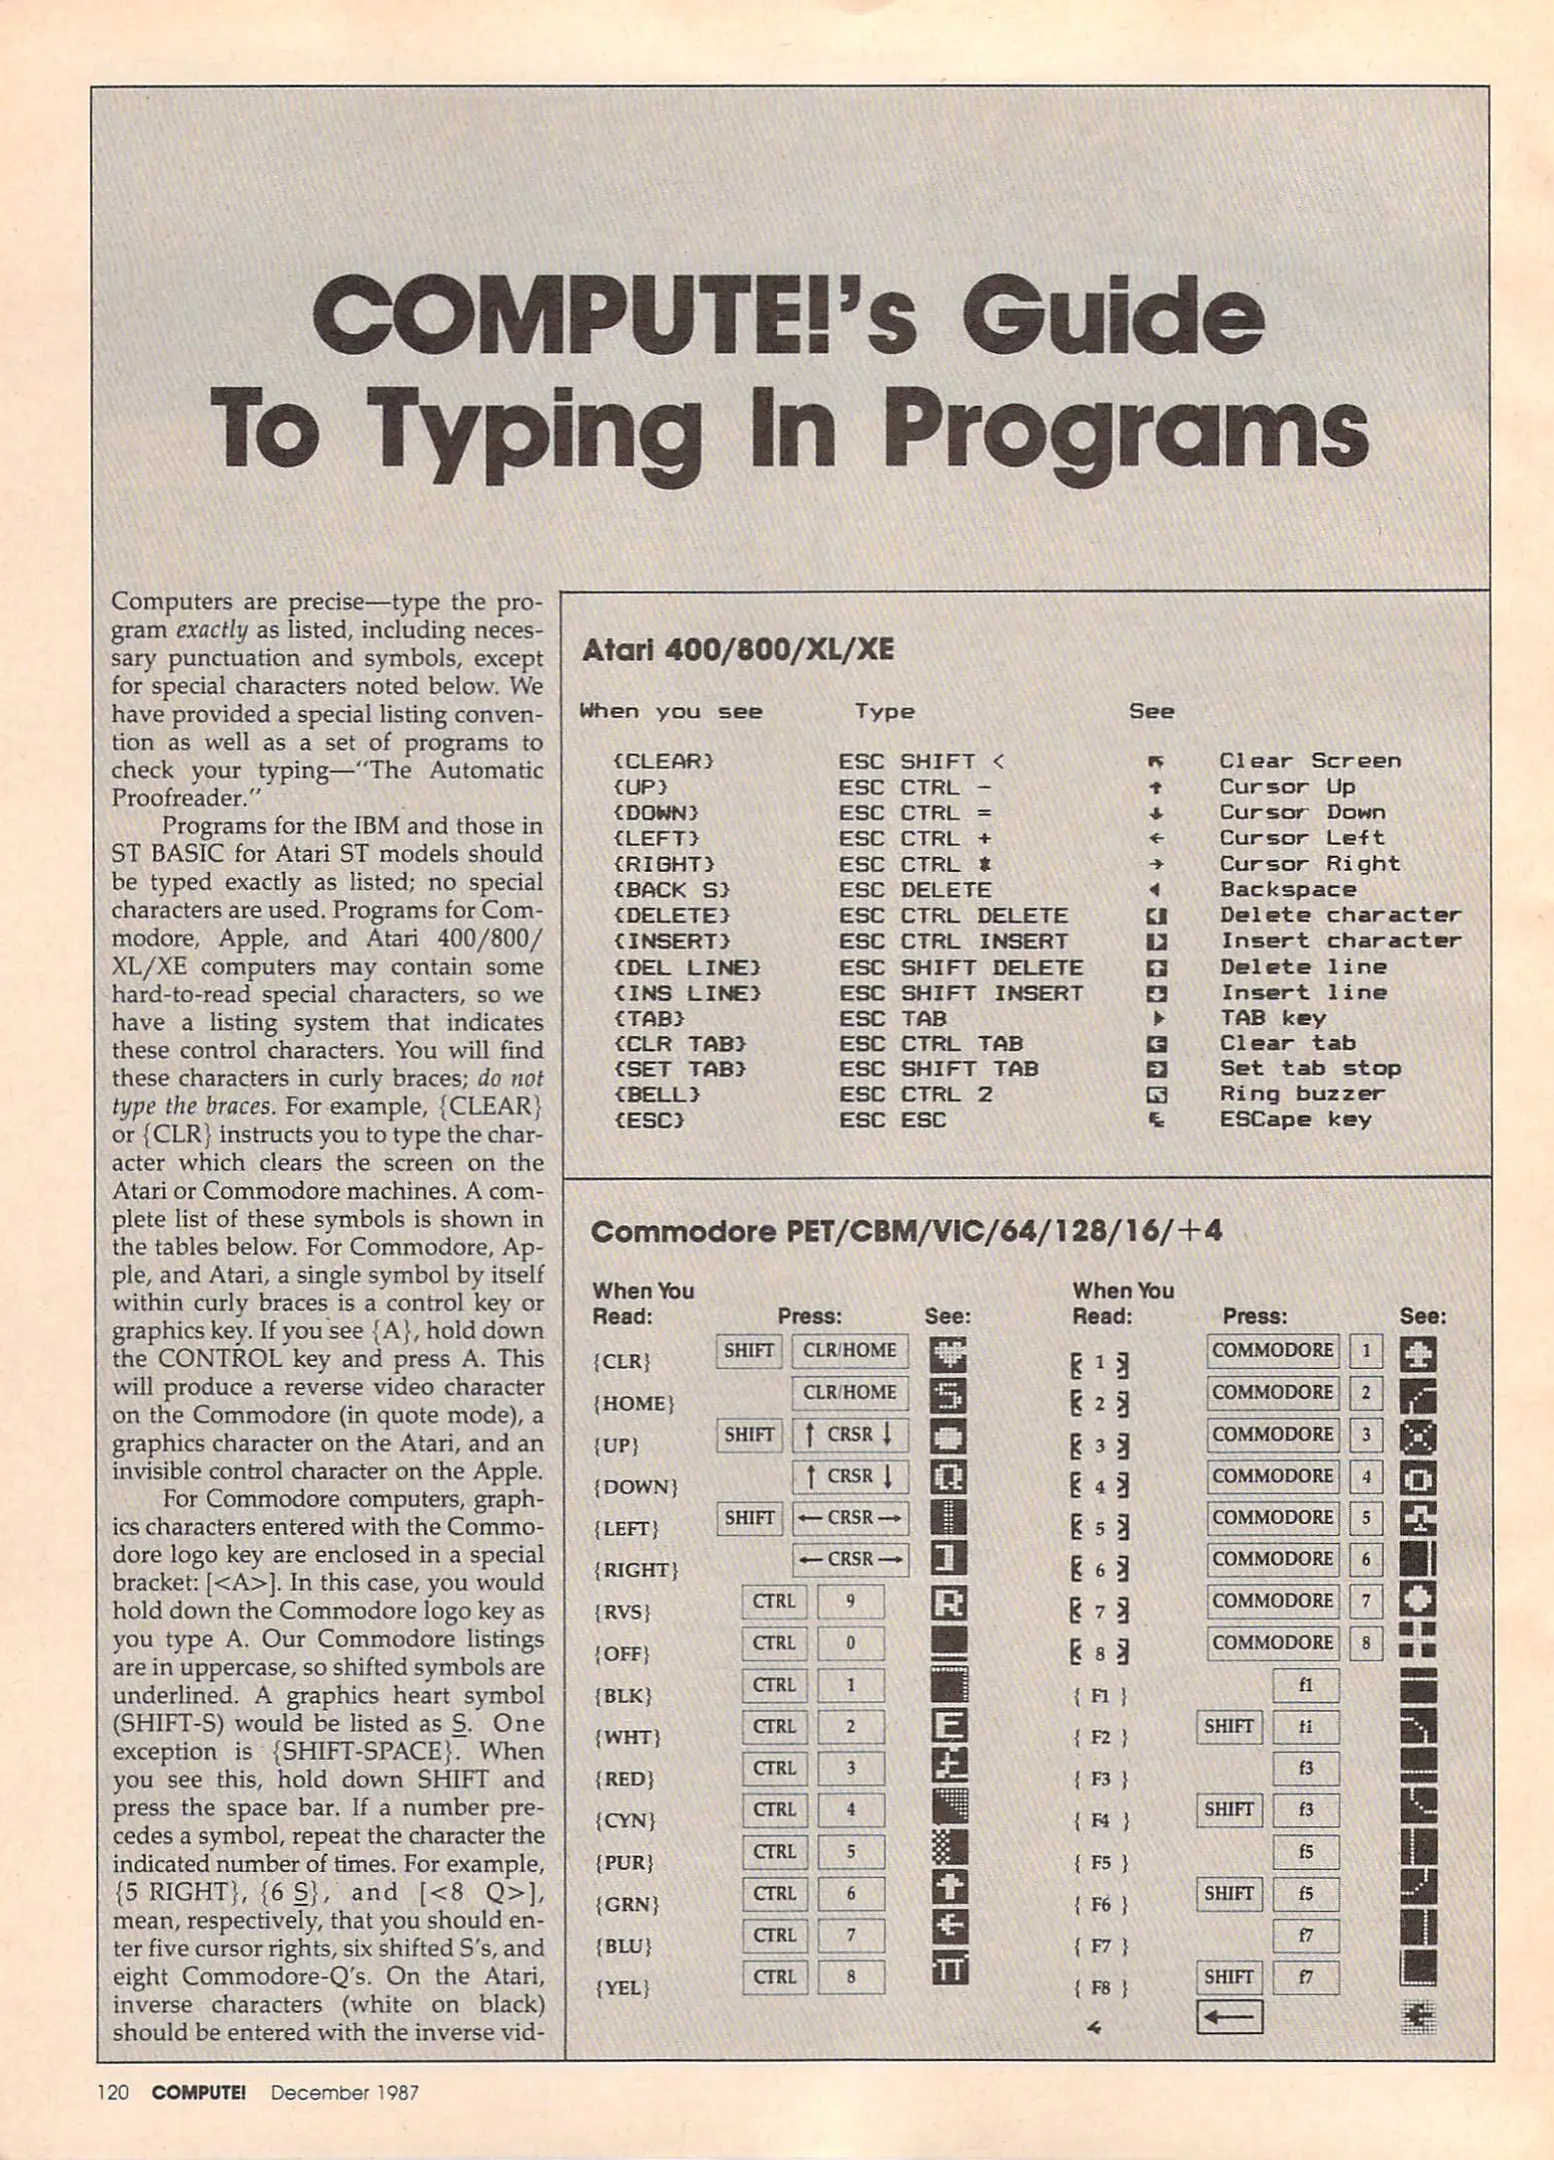 COMPUTE!'s Guide
To Typing In Programs
Computers are precise—type the pro-
gram exactly as listed, including neces-
sary punctuation and symbols, except
for special characters noted below. We
have provided a special listing conven-
tion as well as a set of programs to
check your typing—"The Automatic
Proofreader."
Programs for the IBM and those in
ST BASIC for Atari ST models should
be typed exactly as listed; no special
characters are used. Programs for Com-
modore, Apple, and Atari 400/800/
XL/XE computers may contain some
hard-to-read special characters, so we
have a listing system that indicates
these control characters. You will find
these characters in curly braces; do not
type the braces. For example, {CLEAR}
or {CLR} instructs you to type the char-
acter which clears the screen on the
Atari or Commodore machines. A com-
plete list of these symbols is shown in
the tables below. For Commodore, Ap-
ple, and Atari, a single symbol by itself
within curly braces is a control key or
graphics key. If you see {A}, hold down
the CONTROL key and press A. This
will produce a reverse video character
on the Commodore (in quote mode), a
graphics character on the Atari, and an
invisible control character on the Apple.
For Commodore computers, graph-
ics characters entered with the Commo-
dore logo key are enclosed in a special
bracket: [<A>]. In this case, you would
hold down the Commodore logo key as
you type A. Our Commodore listings
are in uppercase, so shifted symbols are
underlined. A graphics heart symbol
(SHIFT-S) would be listed as S. One
exception is {SHIFT-SPACE}. When
you see this, hold down SHIFT and
press the space bar. If a number pre-
cedes a symbol, repeat the character the
indicated number of times. For example,
{5 RIGHT}, {6 S}, and [<8 Q>],
mean, respectively, that you should en-
ter five cursor rights, six shifted S's, and
eight Commodore-Q's. On the Atari,
inverse characters (white on black)
should be entered with the inverse vid-
Atari 400/800/XL/XE
When you see Type See
{CLEAR} ESC SHIFT < ↖ Clear Screen
{UP} ESC CTRL - ↑ Cursor Up
{DOWN} ESC CTRL = ↓ Cursor Down
{LEFT} ESC CTRL + ← Cursor Left
{RIGHT} ESC CTRL * → Cursor Right
{BACK S} ESC DELETE ◀ Backspace
{DELETE} ESC CTRL DELETE Delete character
{INSERT} ESC CTRL INSERT Insert character
{DEL LINE} ESC SHIFT DELETE Delete line
{INS LINE} ESC SHIFT INSERT Insert line
{TAB} ESC TAB ▶ TAB key
{CLR TAB} ESC CTRL TAB Clear tab
{SET TAB} ESC SHIFT TAB Set tab stop
{BELL} ESC CTRL 2 Ring buzzer
{ESC} ESC ESC ESCape key
Commodore PET/CBM/VIC/64/128/16/+4
When You
Read: Press: See:
{CLR} SHIFT CLR/HOME ♥
{HOME} CLR/HOME S
{UP} SHIFT ↑ CRSR ↓ ●
{DOWN} ↑ CRSR ↓ Q
{LEFT} SHIFT ← CRSR →
{RIGHT} ← CRSR → ]
{RVS} CTRL 9 R
{OFF} CTRL 0
{BLK} CTRL 1
{WHT} CTRL 2 E
{RED} CTRL 3 £
{CYN} CTRL 4
{PUR} CTRL 5
{GRN} CTRL 6 ↑
{BLU} CTRL 7 ←
{YEL} CTRL 8 π
When You
Read: Press: See:
[< 1 >] COMMODORE 1 ♠
[< 2 >] COMMODORE 2
[< 3 >] COMMODORE 3
[< 4 >] COMMODORE 4
[< 5 >] COMMODORE 5 ♣
[< 6 >] COMMODORE 6
[< 7 >] COMMODORE 7 ♦
[< 8 >] COMMODORE 8
{ F1 } f1
{ F2 } SHIFT f1
{ F3 } f3
{ F4 } SHIFT f3
{ F5 } f5
{ F6 } SHIFT f5
{ F7 } f7
{ F8 } SHIFT f7
← ← ←
120 COMPUTE! December 1987